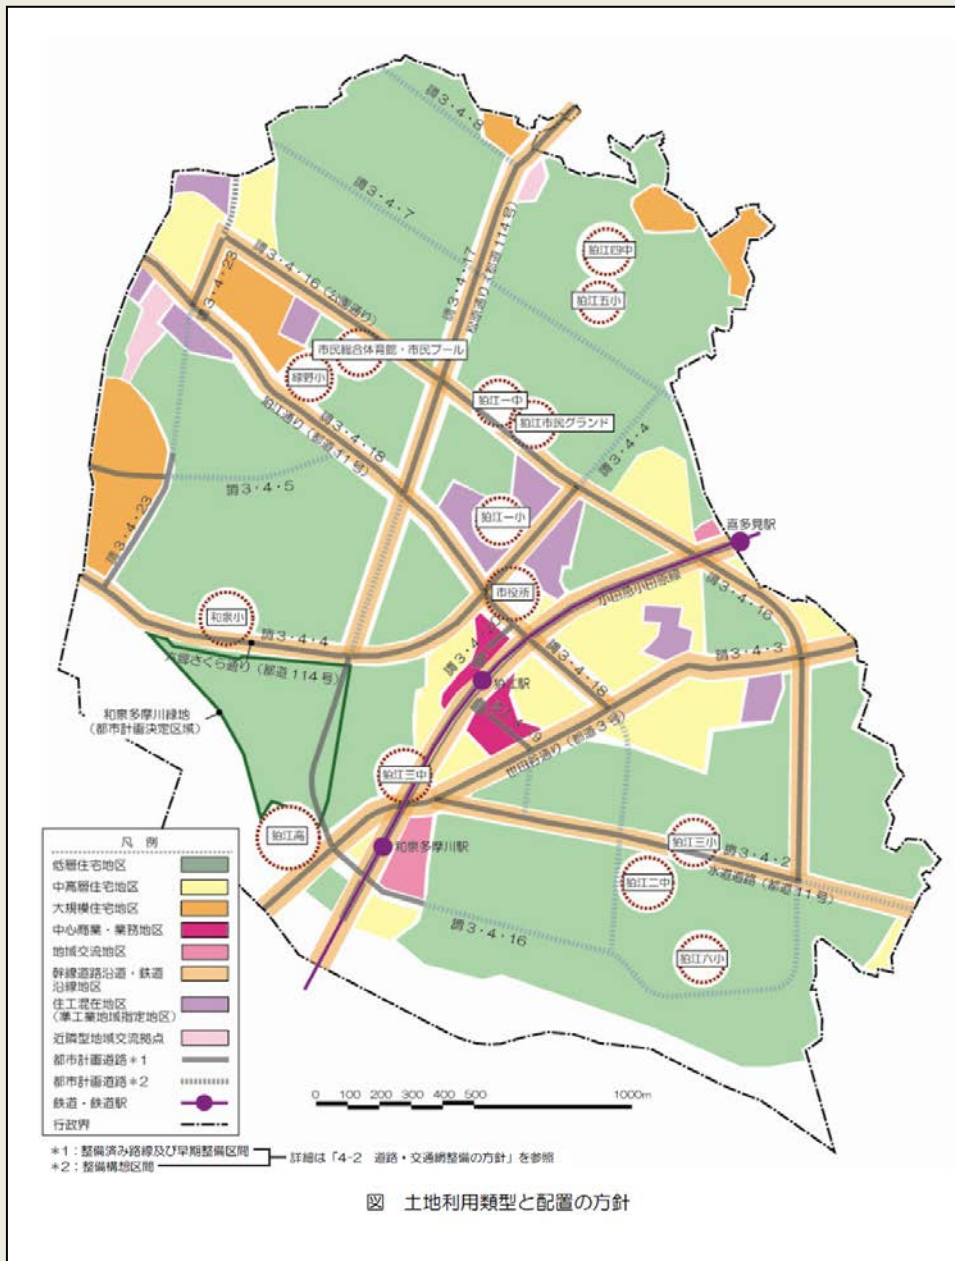 調3・4・8
調3・4・7
調3・4・17
松原通り(都道114号)
狛江四中
狛江五小
調3・4・23
調3・4・16(公園通り)
市民総合体育館・市民プール
緑野小
狛江一中
狛江市民グランド
調3・4・18
狛江通り(都道11号)
調3・4・4
調3・4・5
狛江一小
喜多見駅
調3・4・23
小田急小田原線
調3・4・16
市役所
和泉小
調3・4・4
調3・4・3
さくら通り(都道114号)
調3・4・18
狛江駅
和泉多摩川緑地
(都市計画決定区域)
世田谷通り(都道3号)
狛江三中
狛江高
和泉多摩川駅
狛江三小
調3・4・2
水道道路(都道11号)
狛江二中
調3・4・16
狛江六小
凡 例
低層住宅地区
中高層住宅地区
大規模住宅地区
中心商業・業務地区
地域交流地区
幹線道路沿道・鉄道
沿線地区
住工混在地区
(準工業地域指定地区)
近隣型地域交流拠点
都市計画道路*1
都市計画道路*2
鉄道・鉄道駅
行政界
0 100 200 300 400 500 1000m
*1:整備済み路線及び早期整備区間
*2:整備構想区間
詳細は「4-2 道路・交通網整備の方針」を参照
図 土地利用類型と配置の方針